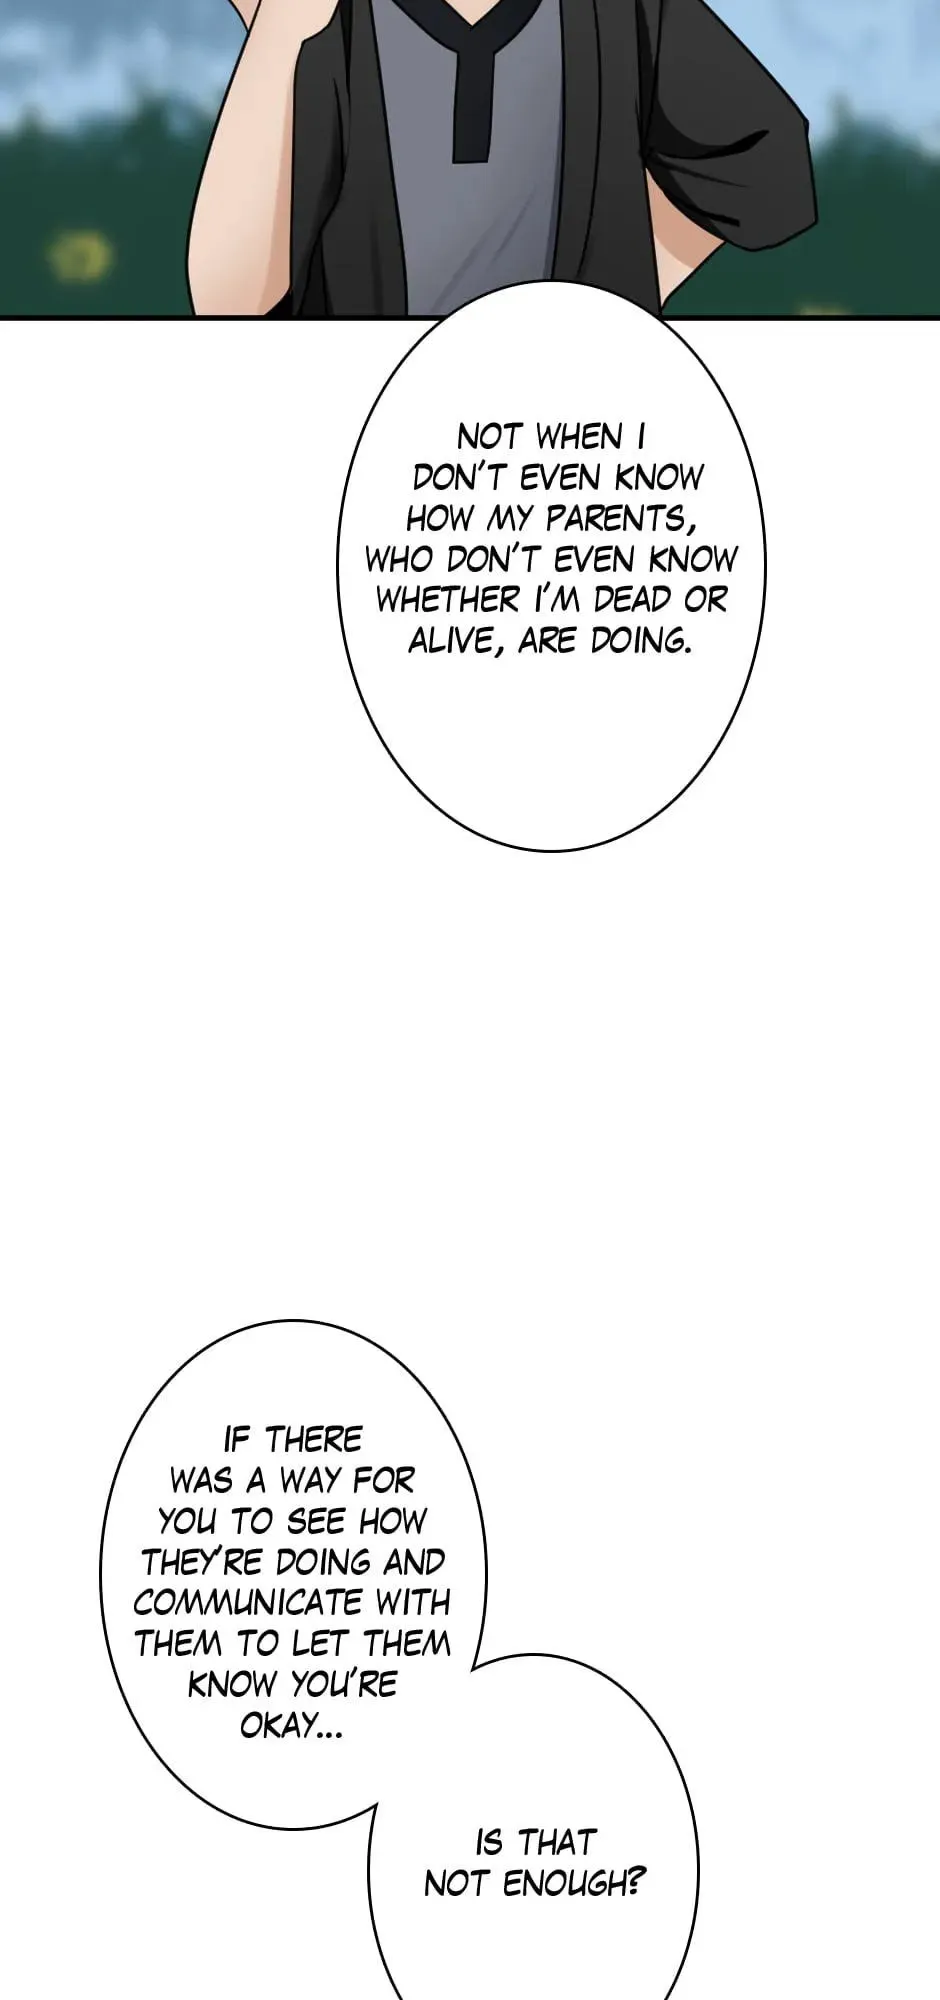 NOT WHEN I
DON'T EVEN KNOW
HOW MY PARENTS,
WHO DON'T EVEN KNOW
WHETHER I'M DEAD OR
ALIVE, ARE DOING.
IF THERE
WAS A WAY FOR
YOU TO SEE HOW
THEY'RE DOING AND
COMMUNICATE WITH
THEM TO LET THEM
KNOW YOU'RE
OKAY...
IS THAT
NOT ENOUGH?